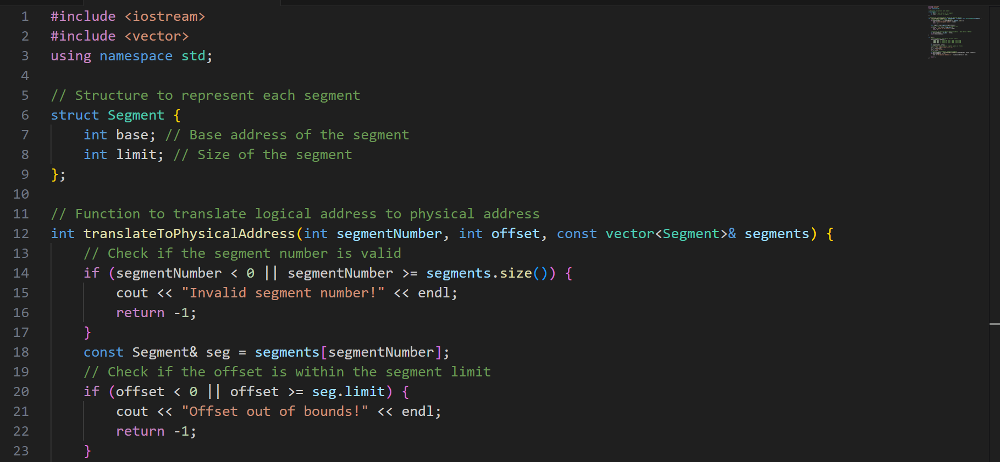 1 #include <iostream>
2 #include <vector>
3 using namespace std;
4
5 // Structure to represent each segment
6 struct Segment {
7     int base; // Base address of the segment
8     int limit; // Size of the segment
9 };
10
11 // Function to translate logical address to physical address
12 int translateToPhysicalAddress(int segmentNumber, int offset, const vector<Segment>& segments) {
13     // Check if the segment number is valid
14     if (segmentNumber < 0 || segmentNumber >= segments.size()) {
15         cout << "Invalid segment number!" << endl;
16         return -1;
17     }
18     const Segment& seg = segments[segmentNumber];
19     // Check if the offset is within the segment limit
20     if (offset < 0 || offset >= seg.limit) {
21         cout << "Offset out of bounds!" << endl;
22         return -1;
23     }